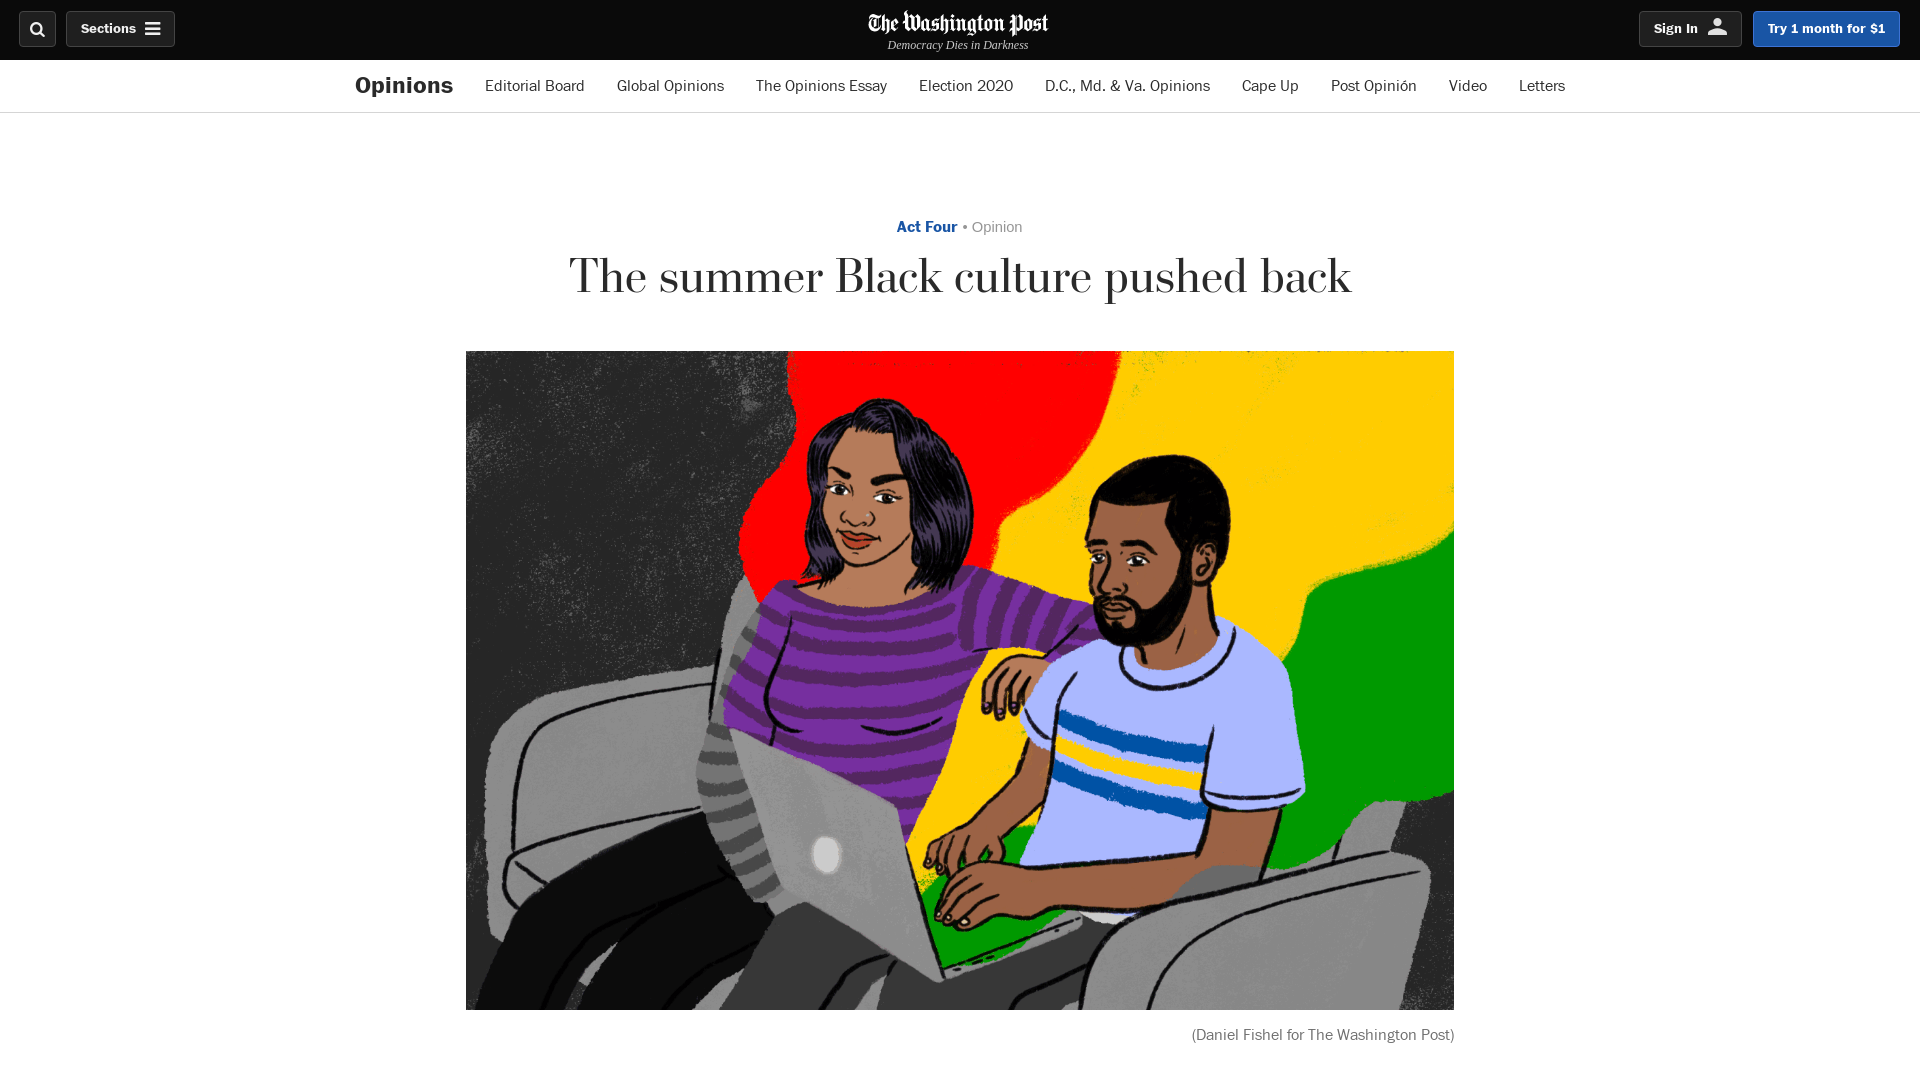 Sections
The Washington Post
Democracy Dies in Darkness
Sign In
Try 1 month for $1
Opinions
Editorial Board
Global Opinions
The Opinions Essay
Election 2020
D.C., Md. & Va. Opinions
Cape Up
Post Opinión
Video
Letters
Act Four • Opinion
The summer Black culture pushed back
(Daniel Fishel for The Washington Post)